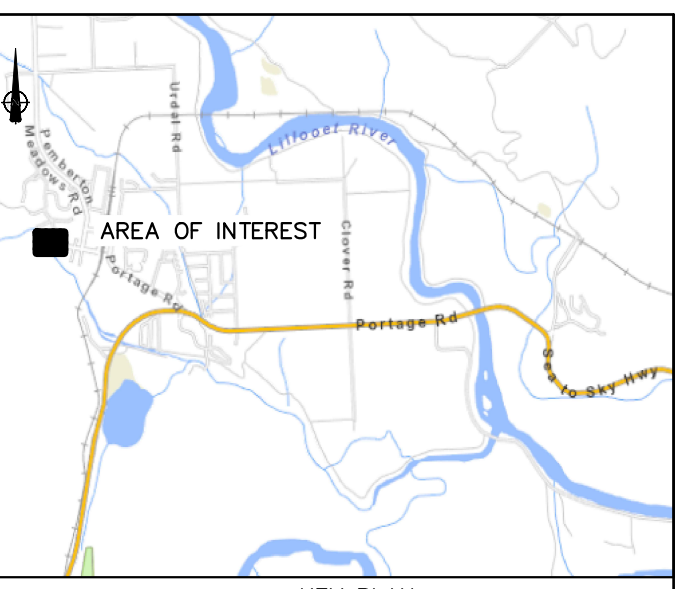 Urdal Rd
Lillooet River
Pemberton
Meadows Rd
AREA OF INTEREST
Clover Rd
Portage Rd
Portage Rd
Sea to Sky Hwy